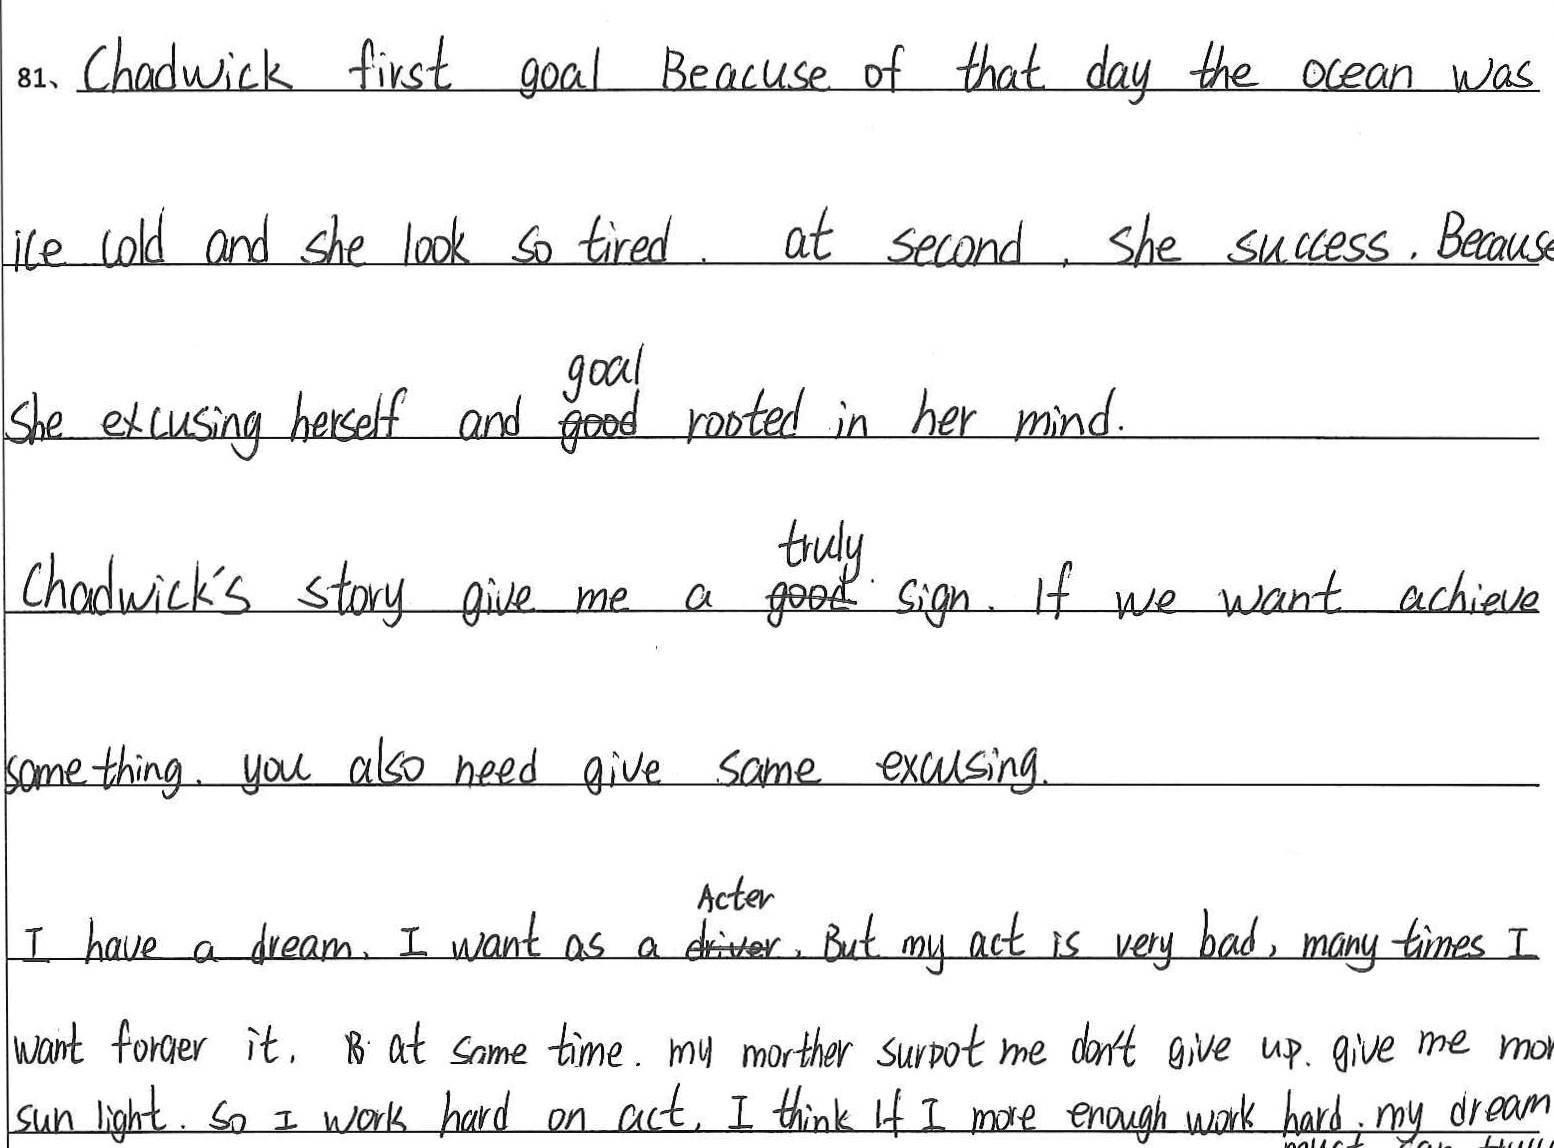 81、Chadwick first goal Beacuse of that day the ocean was
ice cold and she look so tired. at second, she success. Because
goal
she excusing herself and good rooted in her mind.
truly
Chadwick's story give me a good sign. If we want achieve
something. you also need give same excusing.
Acter
I have a dream. I want as a driver. But my act is very bad, many times I
want forger it. B at same time. my morther surpot me don't give up. give me mor
sun light. So I work hard on act. I think If I more enough work hard. my dream